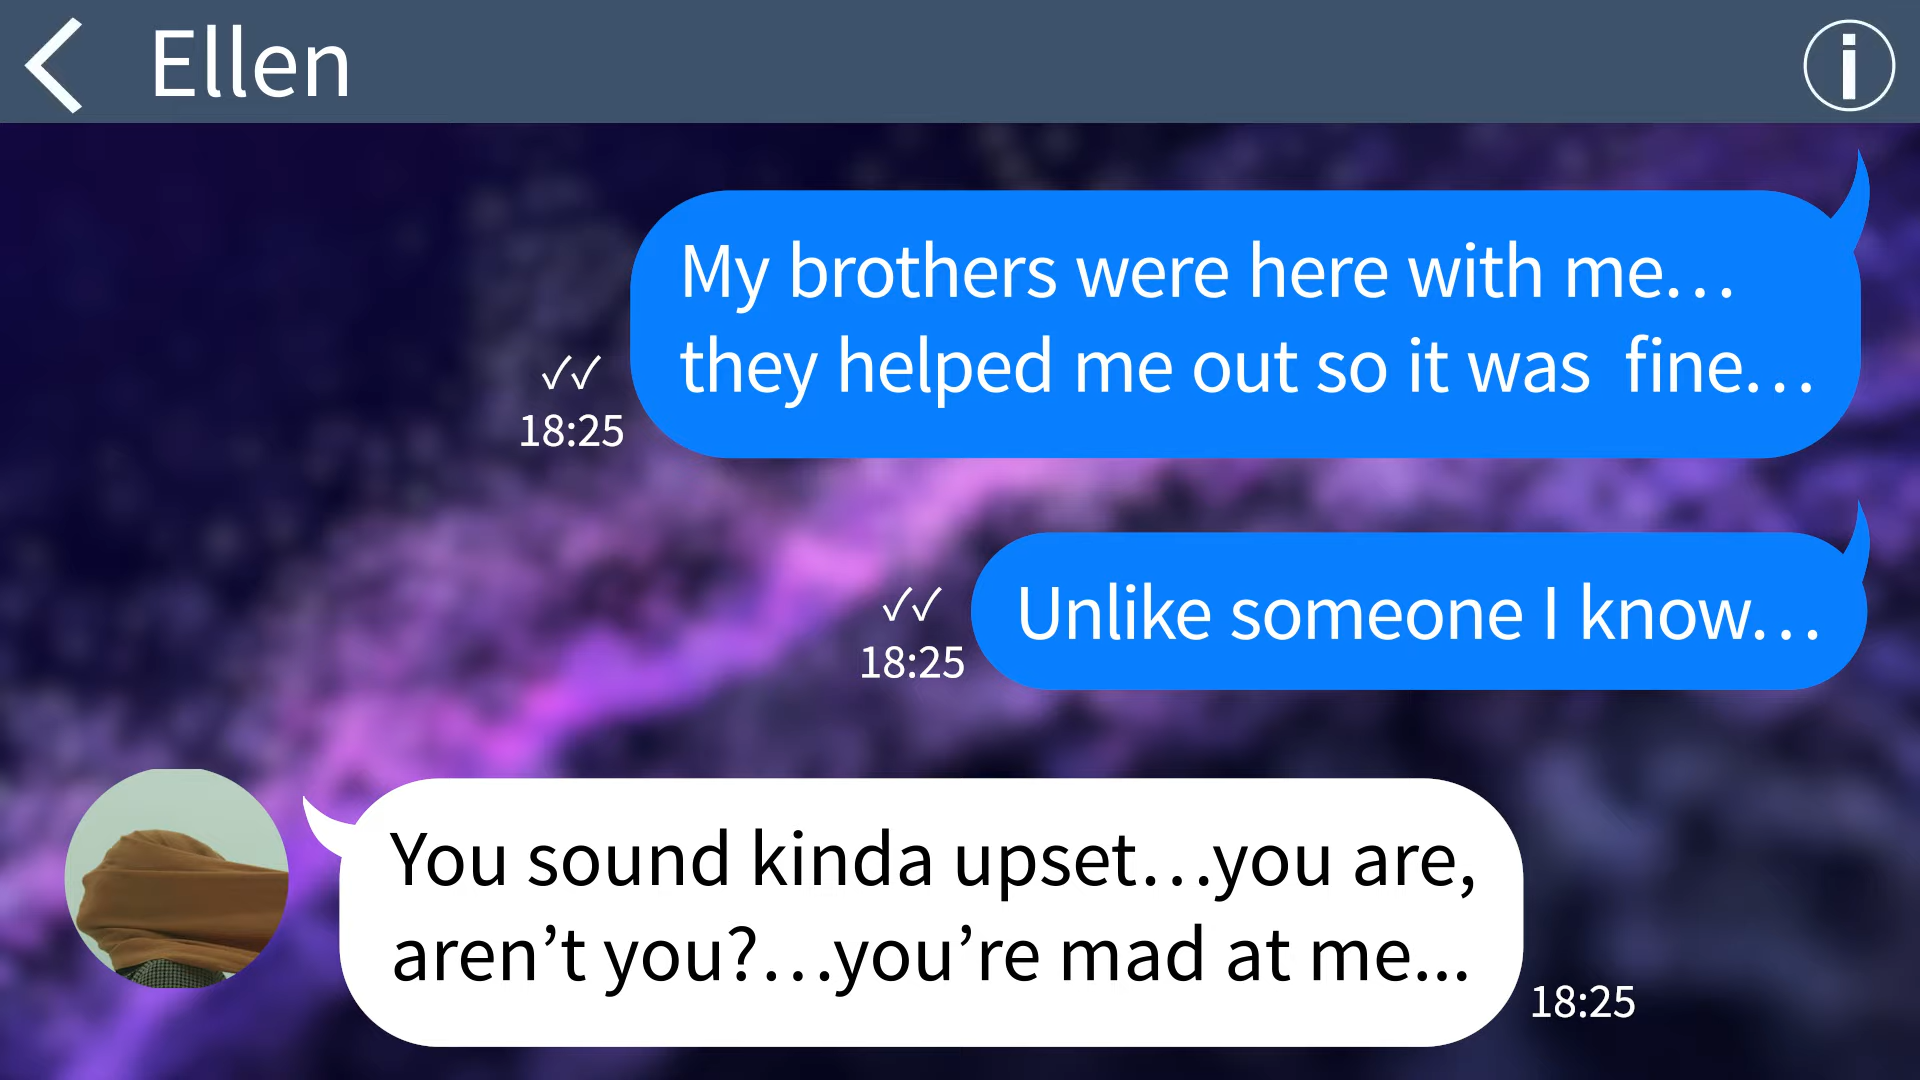 Ellen
My brothers were here with me…
they helped me out so it was  fine…
✓✓
18:25
Unlike someone I know…
✓✓
18:25
You sound kinda upset…you are,
aren’t you?…you’re mad at me...
18:25